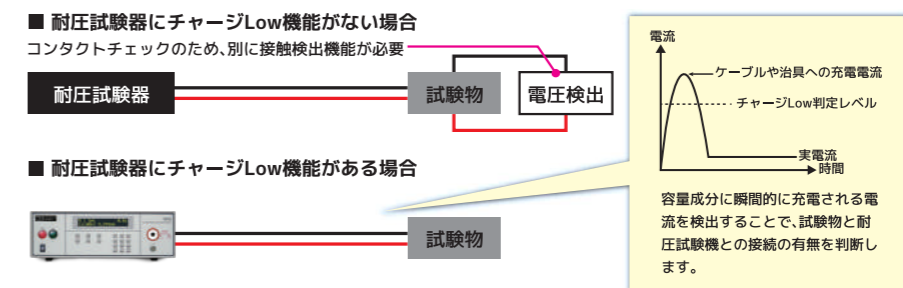 ■ 耐圧試験器にチャージLow機能がない場合
コンタクトチェックのため、別に接触検出機能が必要
耐圧試験器
試験物
電圧検出
■ 耐圧試験器にチャージLow機能がある場合
試験物
電流
ケーブルや治具への充電電流
チャージLow判定レベル
実電流
時間
容量成分に瞬間的に充電される電
流を検出することで、試験物と耐
圧試験機との接続の有無を判断し
ます。